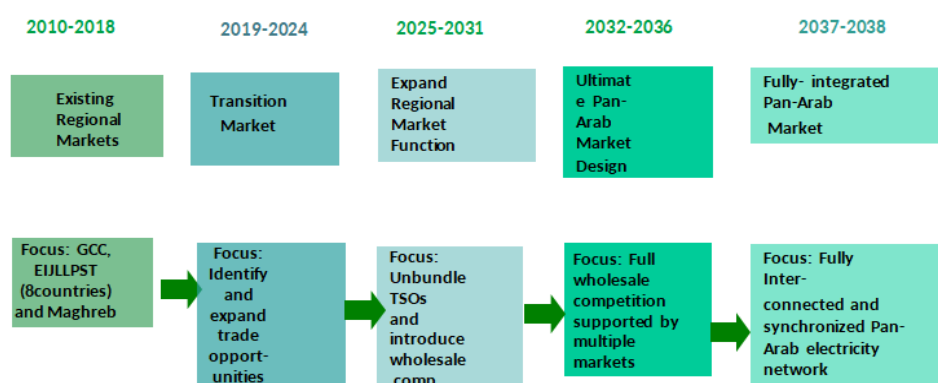 2010-2018
2019-2024
2025-2031
2032-2036
2037-2038
Existing
Regional
Markets
Transition
Market
Expand
Regional
Market
Function
Ultimat
e Pan-
Arab
Market
Design
Fully- integrated
Pan-Arab
Market
Focus: GCC,
EIJLLPST
(8countries)
and Maghreb
Focus:
Identify and
expand
trade
opport-
unities
Focus:
Unbundle
TSOs
and
introduce
wholesale
comp
Focus: Full
wholesale
competition
supported by
multiple
markets
Focus: Fully
Inter-
connected and
synchronized Pan-
Arab electricity
network